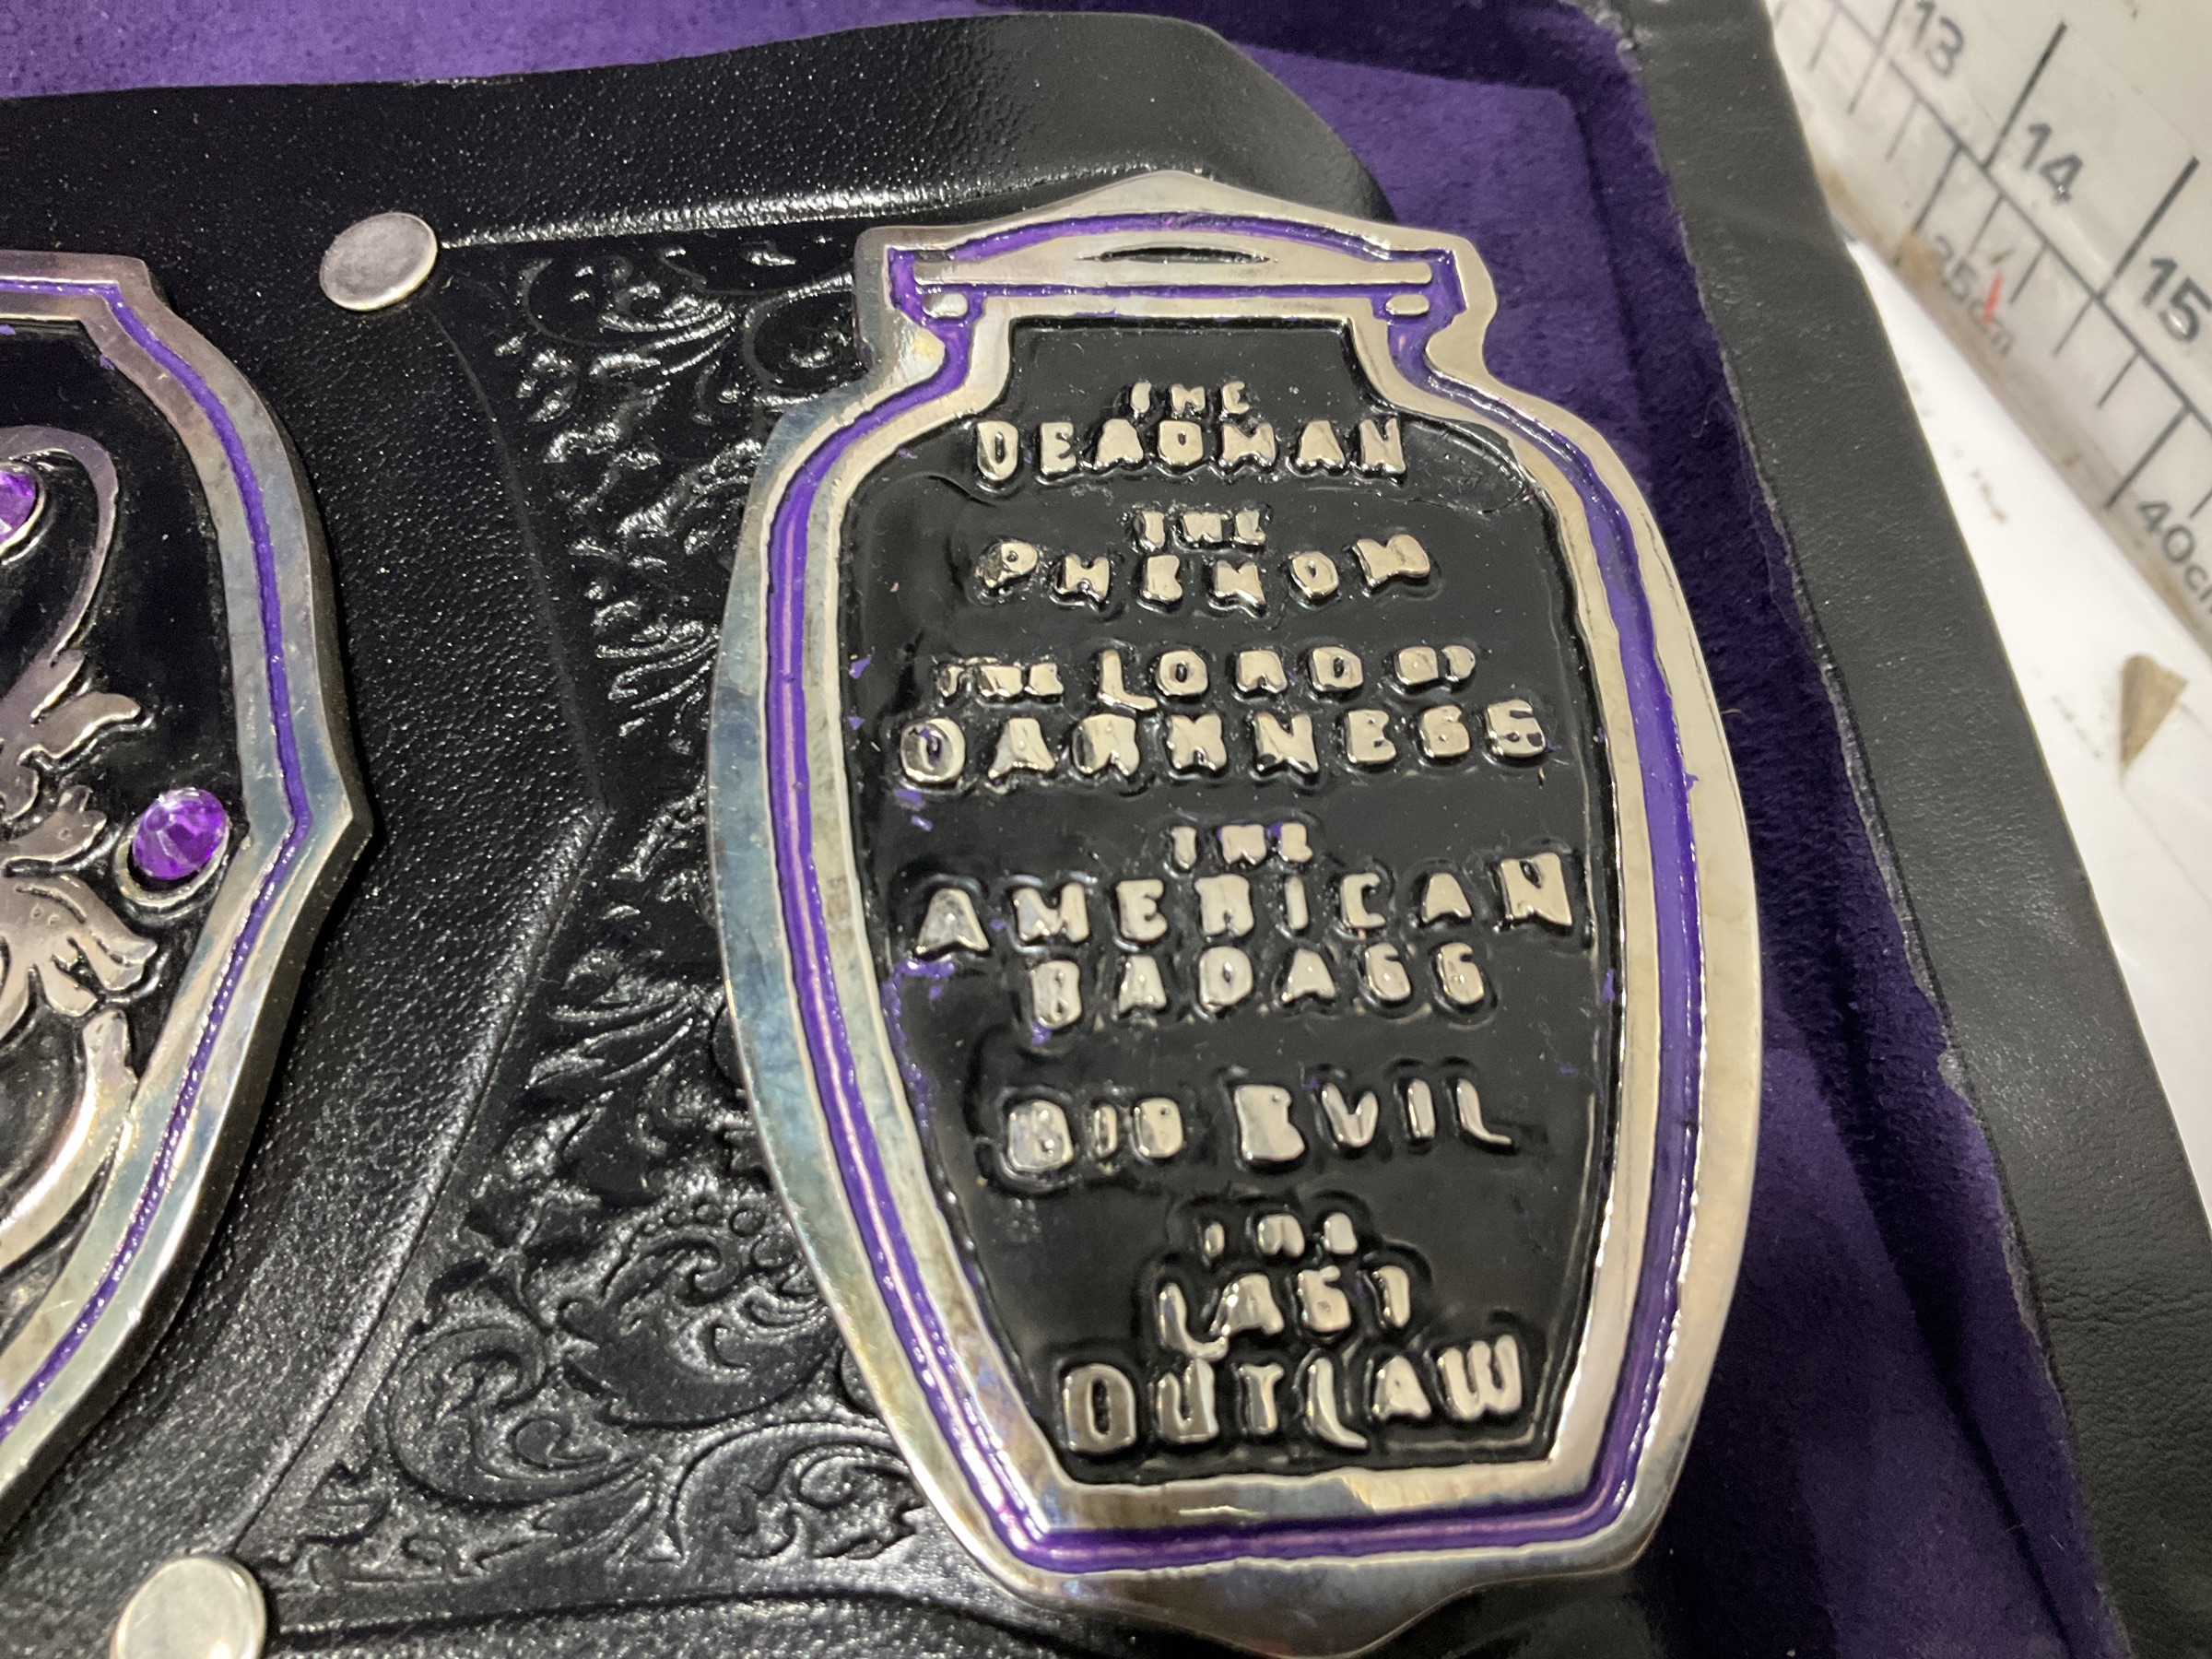 THE
DEADMAN
THE
PHENOM
THE LORD OF
DARKNESS
THE
AMERICAN
BADASS
BIG EVIL
THE
LAST
OUTLAW
13
14
15
35cm
40c